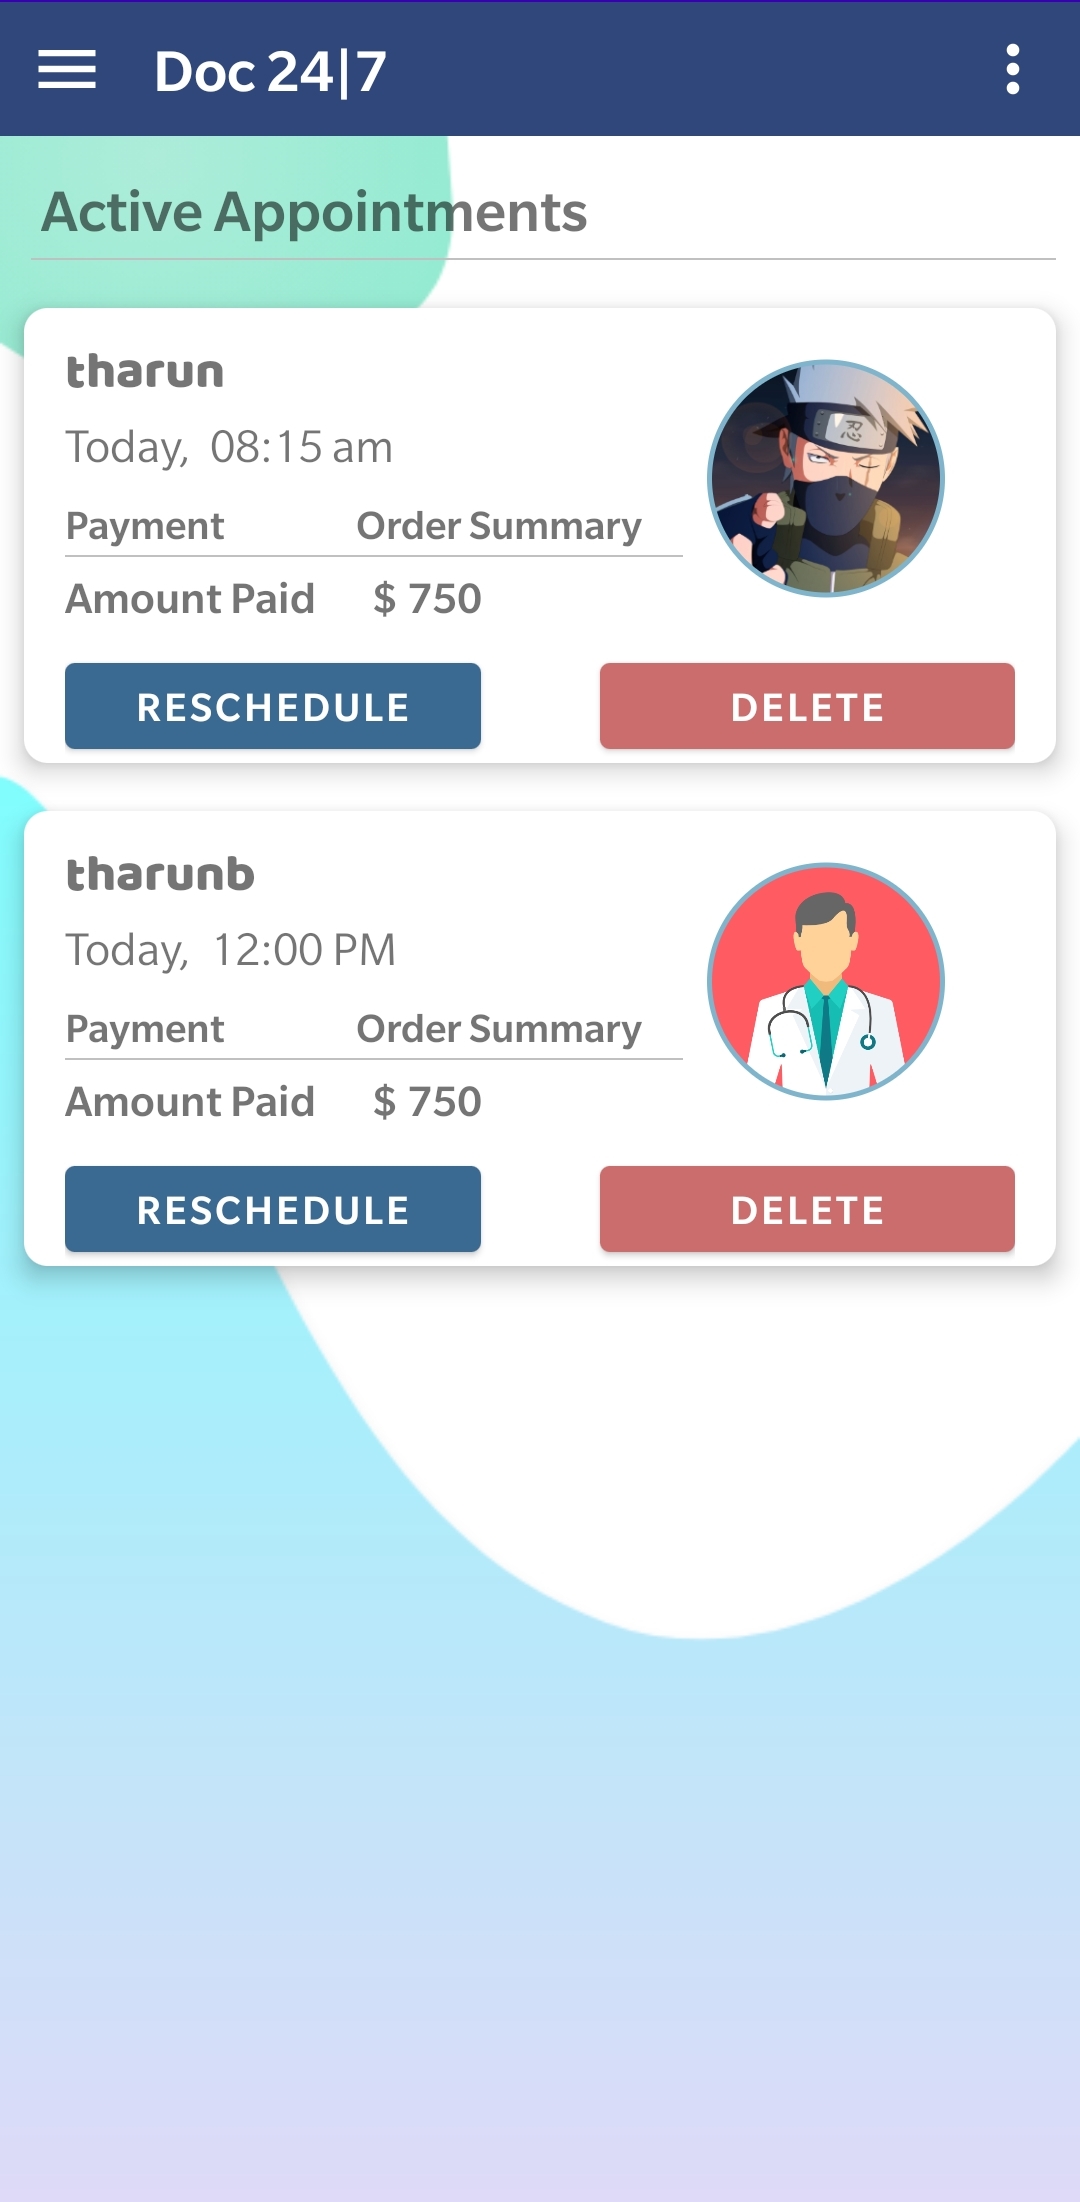 Doc 24|7
Active Appointments
tharun
Today, 08:15 am
Payment Order Summary
Amount Paid $ 750
RESCHEDULE DELETE
tharunb
Today, 12:00 PM
Payment Order Summary
Amount Paid $ 750
RESCHEDULE DELETE